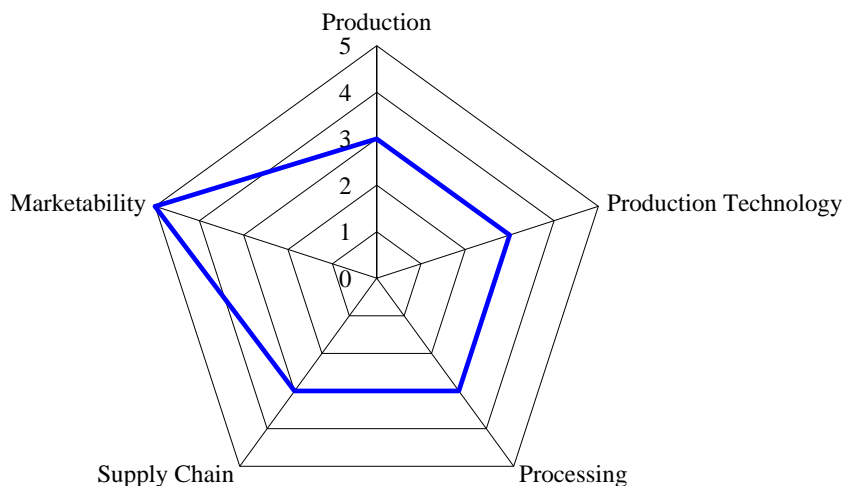 Production
5
4
3
2
1
0
Marketability
Production Technology
Supply Chain
Processing